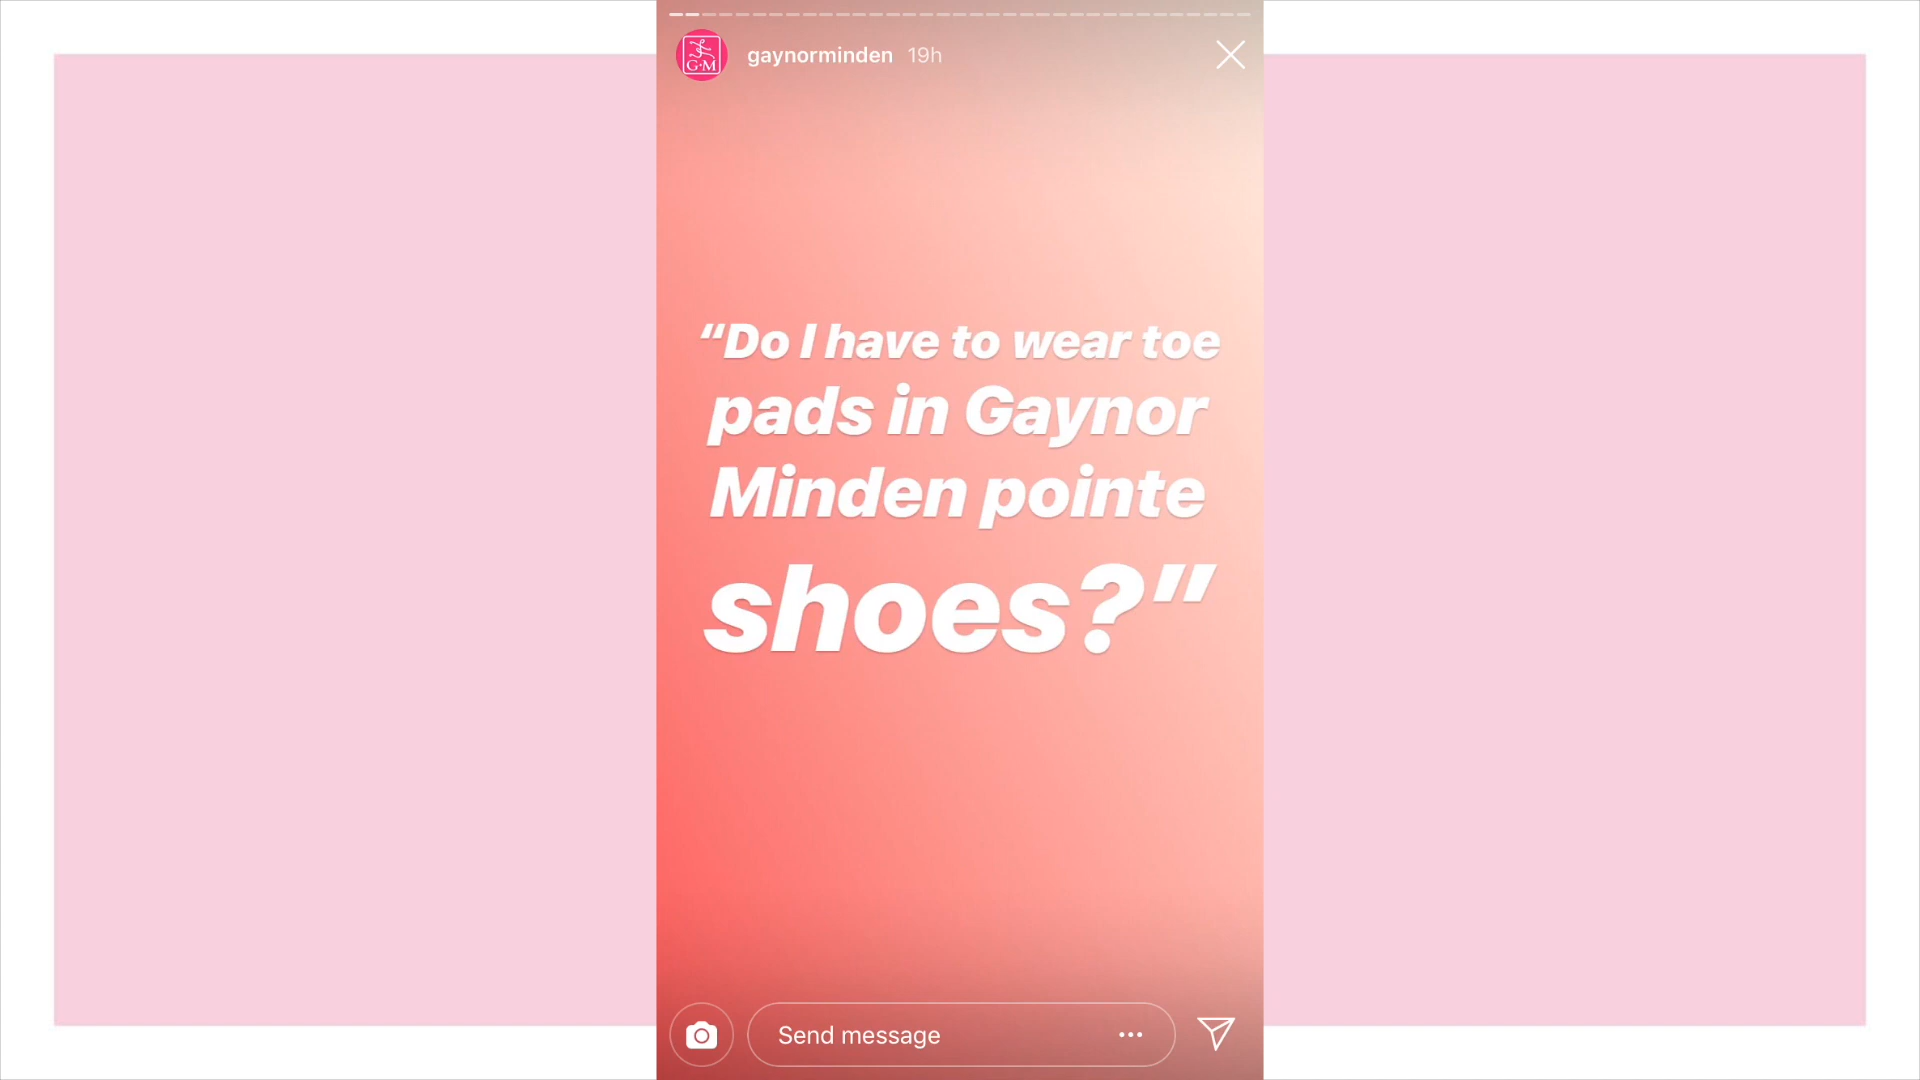 G·M
gaynorminden 19h
“Do I have to wear toe
pads in Gaynor
Minden pointe
shoes?”
Send message